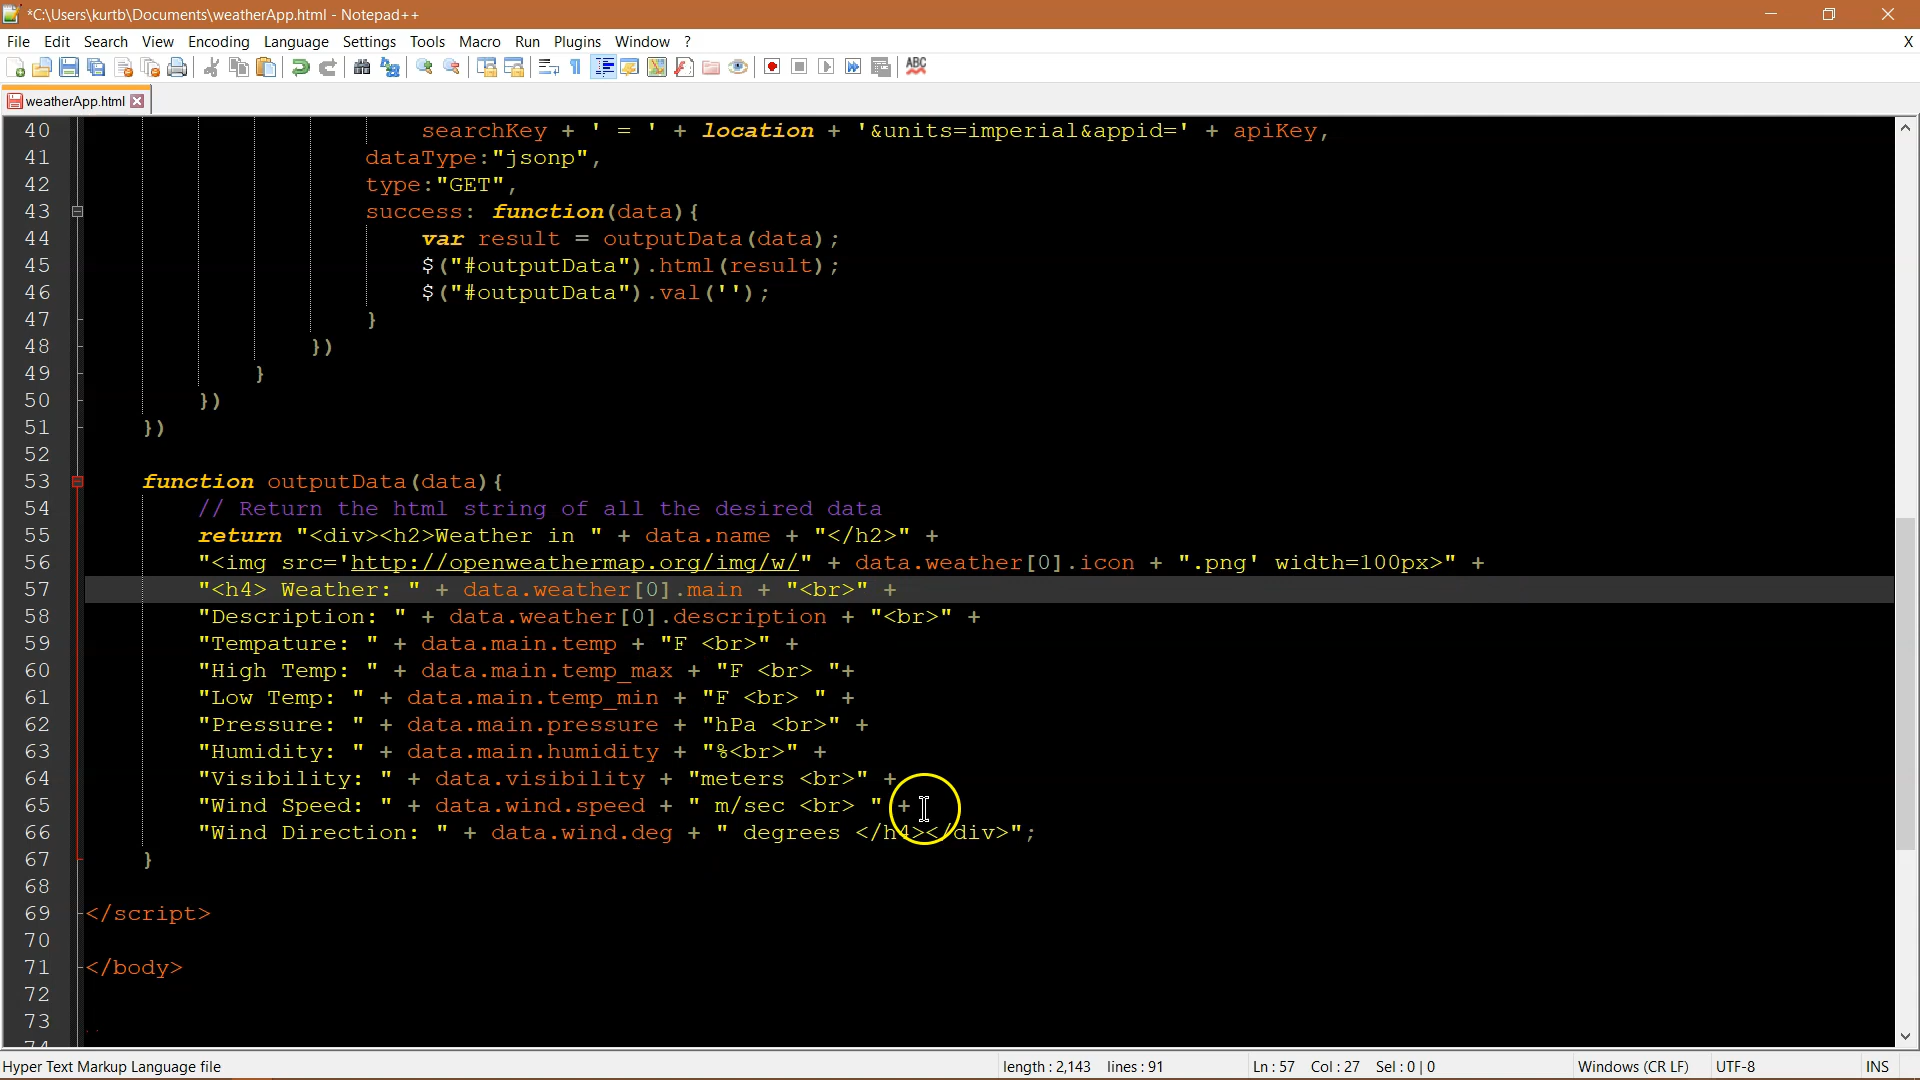 *C:\Users\kurtb\Documents\weatherApp.html - Notepad++
File Edit Search View Encoding Language Settings Tools Macro Run Plugins Window ? X
ABC
weatherApp.html
40 searchKey + ' = ' + location + '&units=imperial&appid=' + apiKey,
41 dataType:"jsonp",
42 type:"GET",
43 success: function(data){
44 var result = outputData(data);
45 $("#outputData").html(result);
46 $("#outputData").val('');
47 }
48 })
49 }
50 })
51 })
52
53 function outputData(data){
54 // Return the html string of all the desired data
55 return "<div><h2>Weather in " + data.name + "</h2>" +
56 "<img src='http://openweathermap.org/img/w/" + data.weather[0].icon + ".png' width=100px>" +
57 "<h4> Weather: " + data.weather[0].main + "<br>" +
58 "Description: " + data.weather[0].description + "<br>" +
59 "Tempature: " + data.main.temp + "F <br>" +
60 "High Temp: " + data.main.temp_max + "F <br> "+
61 "Low Temp: " + data.main.temp_min + "F <br> " +
62 "Pressure: " + data.main.pressure + "hPa <br>" +
63 "Humidity: " + data.main.humidity + "%<br>" +
64 "Visibility: " + data.visibility + "meters <br>" +
65 "Wind Speed: " + data.wind.speed + " m/sec <br> " +
66 "Wind Direction: " + data.wind.deg + " degrees </h4></div>";
67 }
68
69 </script>
70
71 </body>
72
73
74
Hyper Text Markup Language file length : 2,143 lines : 91 Ln : 57 Col : 27 Sel : 0 | 0 Windows (CR LF) UTF-8 INS